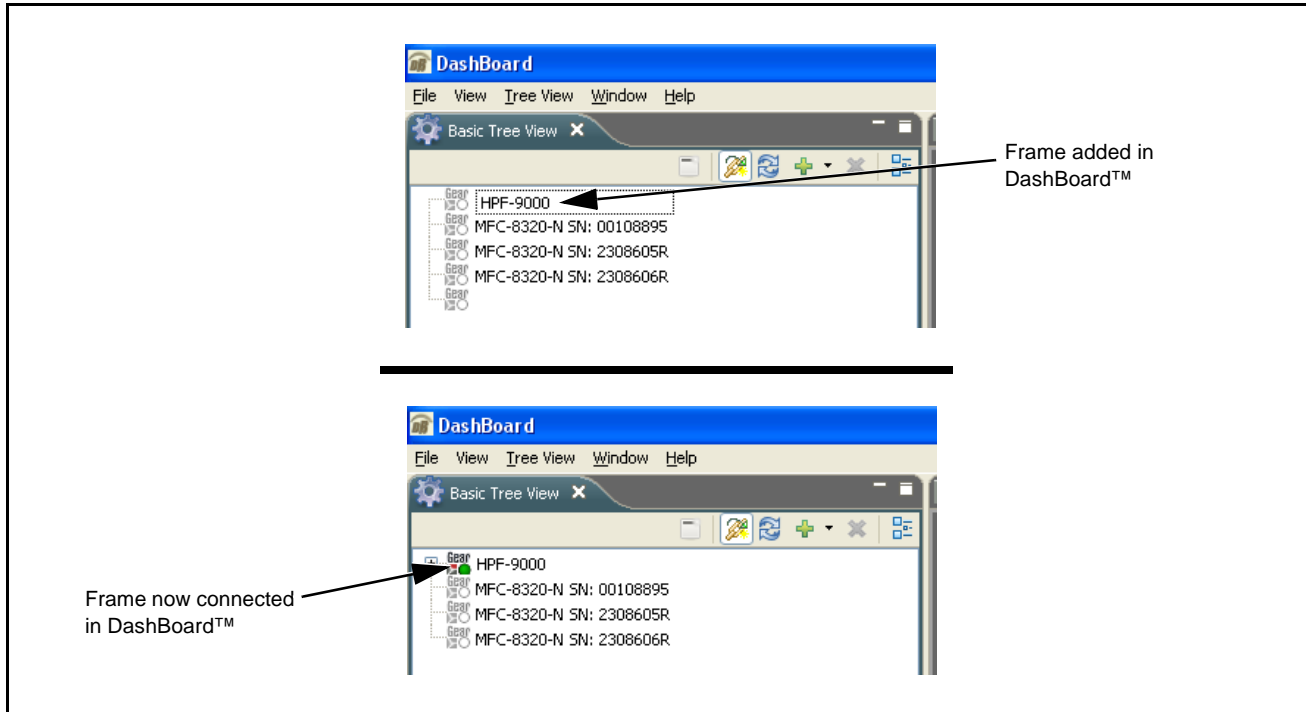 DashBoard
File View Tree View Window Help
Basic Tree View
Frame added in
DashBoard™
Gear HPF-9000
Gear MFC-8320-N SN: 00108895
Gear MFC-8320-N SN: 2308605R
Gear MFC-8320-N SN: 2308606R
Gear
DashBoard
File View Tree View Window Help
Basic Tree View
Gear HPF-9000
Gear MFC-8320-N SN: 00108895
Gear MFC-8320-N SN: 2308605R
Gear MFC-8320-N SN: 2308606R
Frame now connected
in DashBoard™